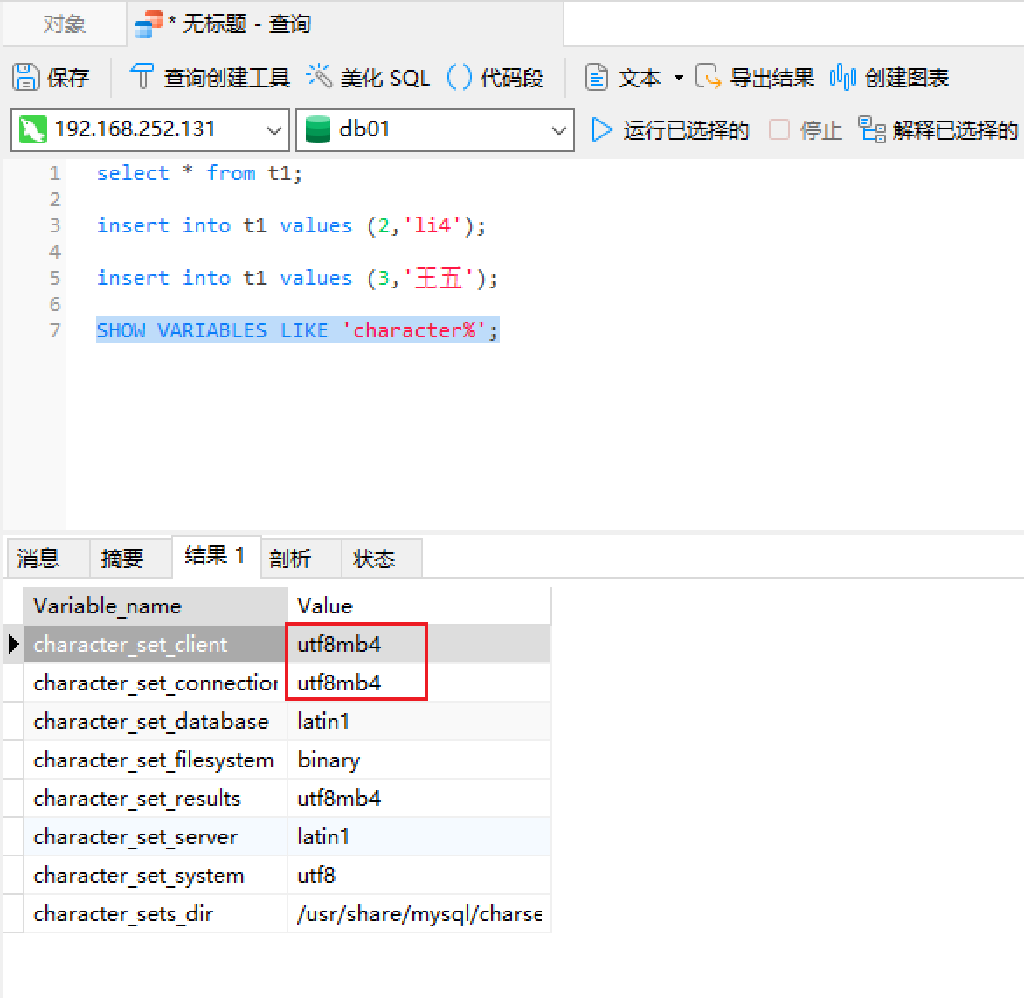 对象 * 无标题 - 查询
保存 查询创建工具 美化 SQL () 代码段 文本 导出结果 创建图表
192.168.252.131 db01 运行已选择的 停止 解释已选择的
1 select * from t1;
2
3 insert into t1 values (2,'li4');
4
5 insert into t1 values (3,'王五');
6
7 SHOW VARIABLES LIKE 'character%';
消息 摘要 结果 1 剖析 状态
Variable_name Value
character_set_client utf8mb4
character_set_connection utf8mb4
character_set_database latin1
character_set_filesystem binary
character_set_results utf8mb4
character_set_server latin1
character_set_system utf8
character_sets_dir /usr/share/mysql/charse